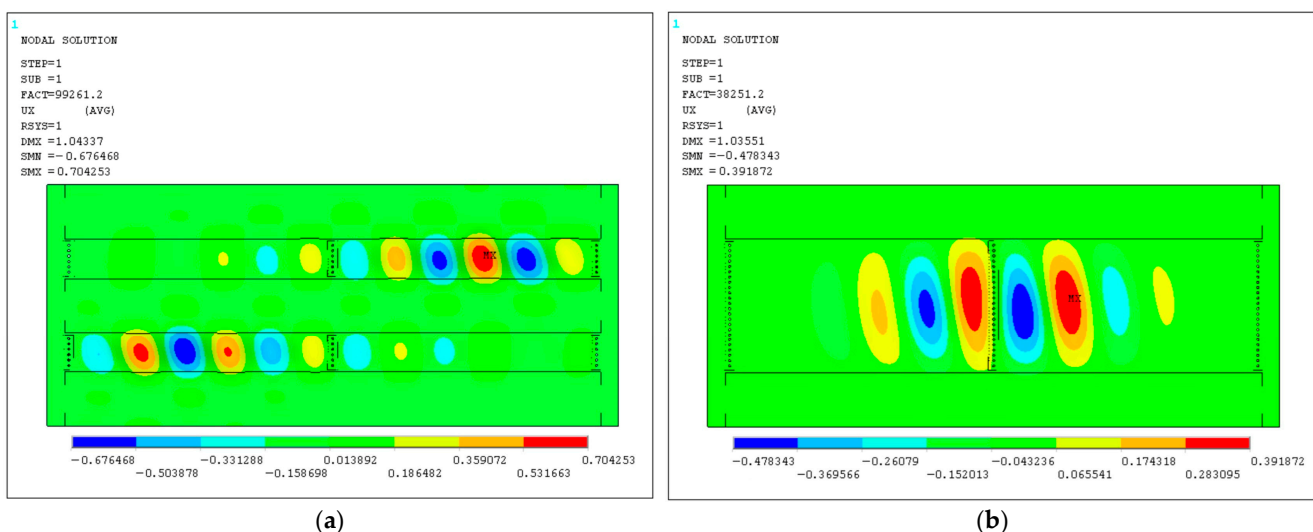 1
NODAL SOLUTION
STEP=1
SUB =1
FACT=99261.2
UX (AVG)
RSYS=1
DMX =1.04337
SMN =-0.676468
SMX =0.704253
MX
-0.676468 -0.331288 0.013892 0.359072 0.704253
-0.503878 -0.158698 0.186482 0.531663
(a)
1
NODAL SOLUTION
STEP=1
SUB =1
FACT=38251.2
UX (AVG)
RSYS=1
DMX =1.03551
SMN =-0.478343
SMX =0.391872
MX
-0.478343 -0.26079 -0.043236 0.174318 0.391872
-0.369566 -0.152013 0.065541 0.283095
(b)